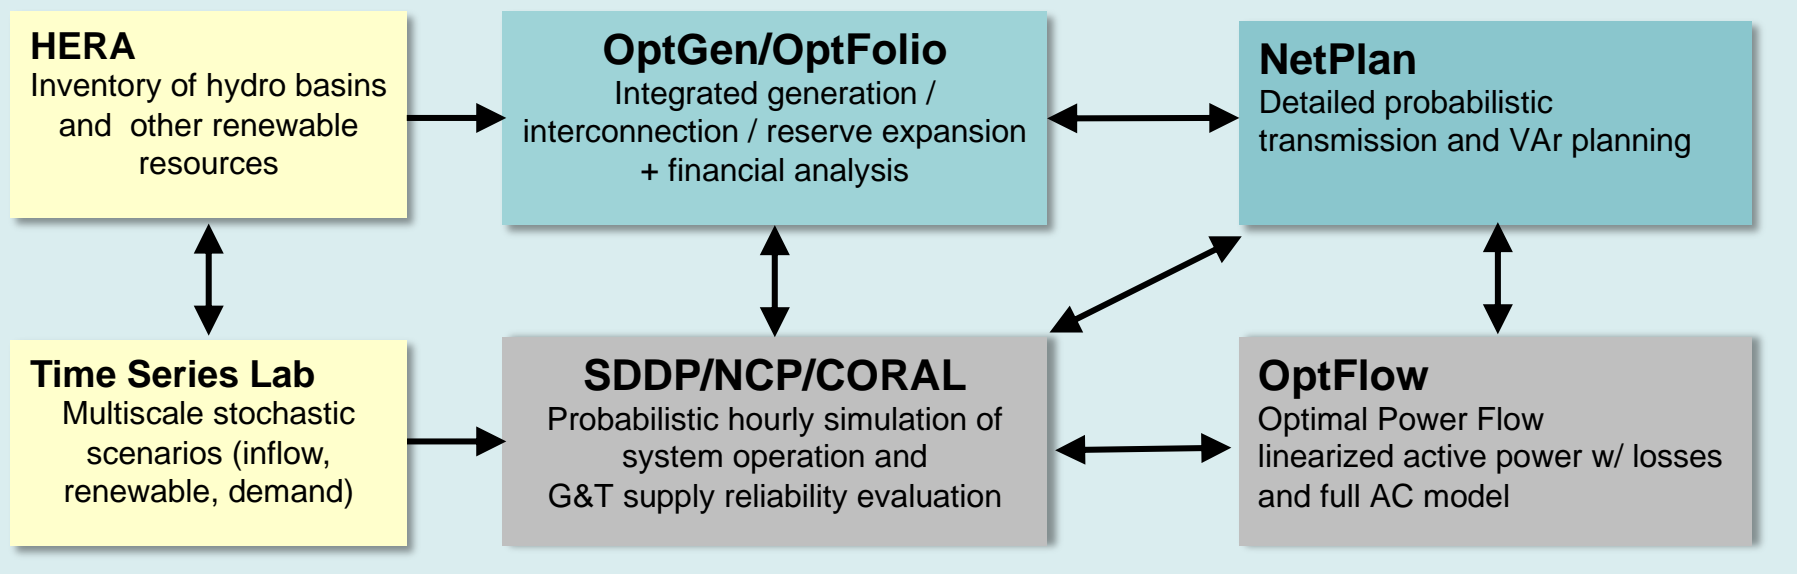 HERA
Inventory of hydro basins
and  other renewable
resources
OptGen/OptFolio
Integrated generation /
interconnection / reserve expansion
+ financial analysis
NetPlan
Detailed probabilistic
transmission and VAr planning
Time Series Lab
Multiscale stochastic
scenarios (inflow,
renewable, demand)
SDDP/NCP/CORAL
Probabilistic hourly simulation of
system operation and
G&T supply reliability evaluation
OptFlow
Optimal Power Flow
linearized active power w/ losses
and full AC model